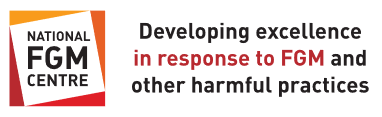 NATIONAL
FGM
CENTRE
Developing excellence
in response to FGM and
other harmful practices